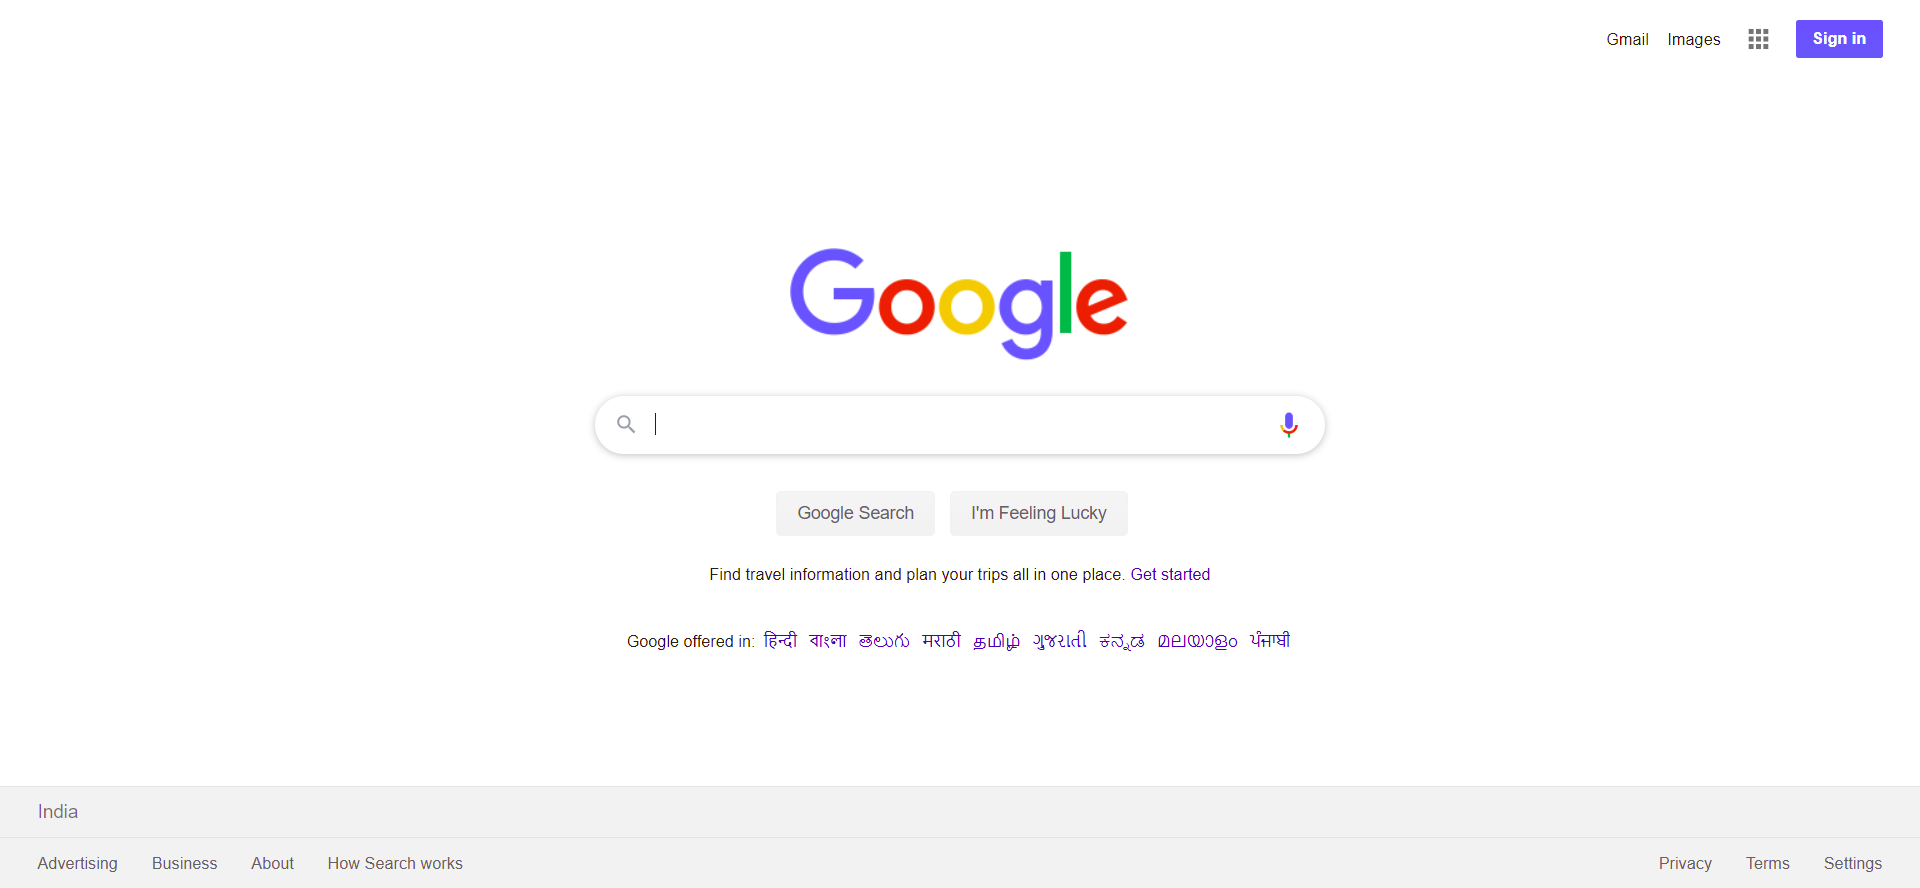 Gmail Images Sign in
Google
Google Search I'm Feeling Lucky
Find travel information and plan your trips all in one place. Get started
Google offered in: हिन्दी বাংলা తెలుగు मराठी தமிழ் ગુજરાતી ಕನ್ನಡ മലയാളം ਪੰਜਾਬੀ
India
Advertising Business About How Search works Privacy Terms Settings